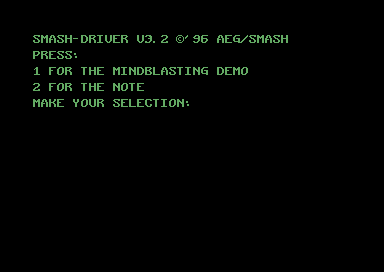 SMASH-DRIVER V3.2 ©'96 AEG/SMASH
PRESS:
1 FOR THE MINDBLASTING DEMO
2 FOR THE NOTE
MAKE YOUR SELECTION: